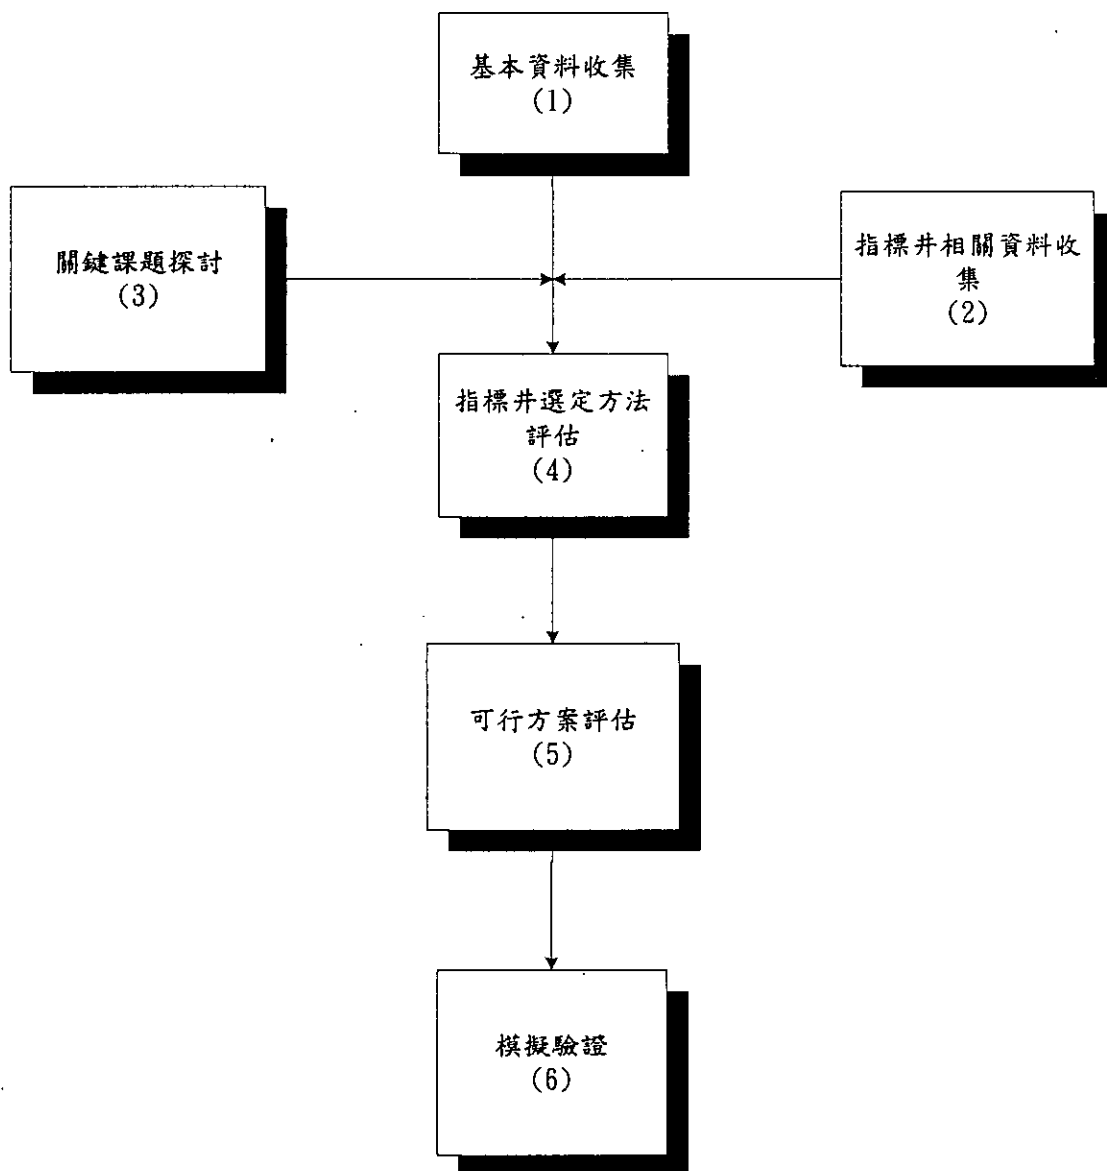 基本資料收集
(1)
關鍵課題探討
(3)
指標井相關資料收
集
(2)
指標井選定方法
評估
(4)
可行方案評估
(5)
模擬驗證
(6)